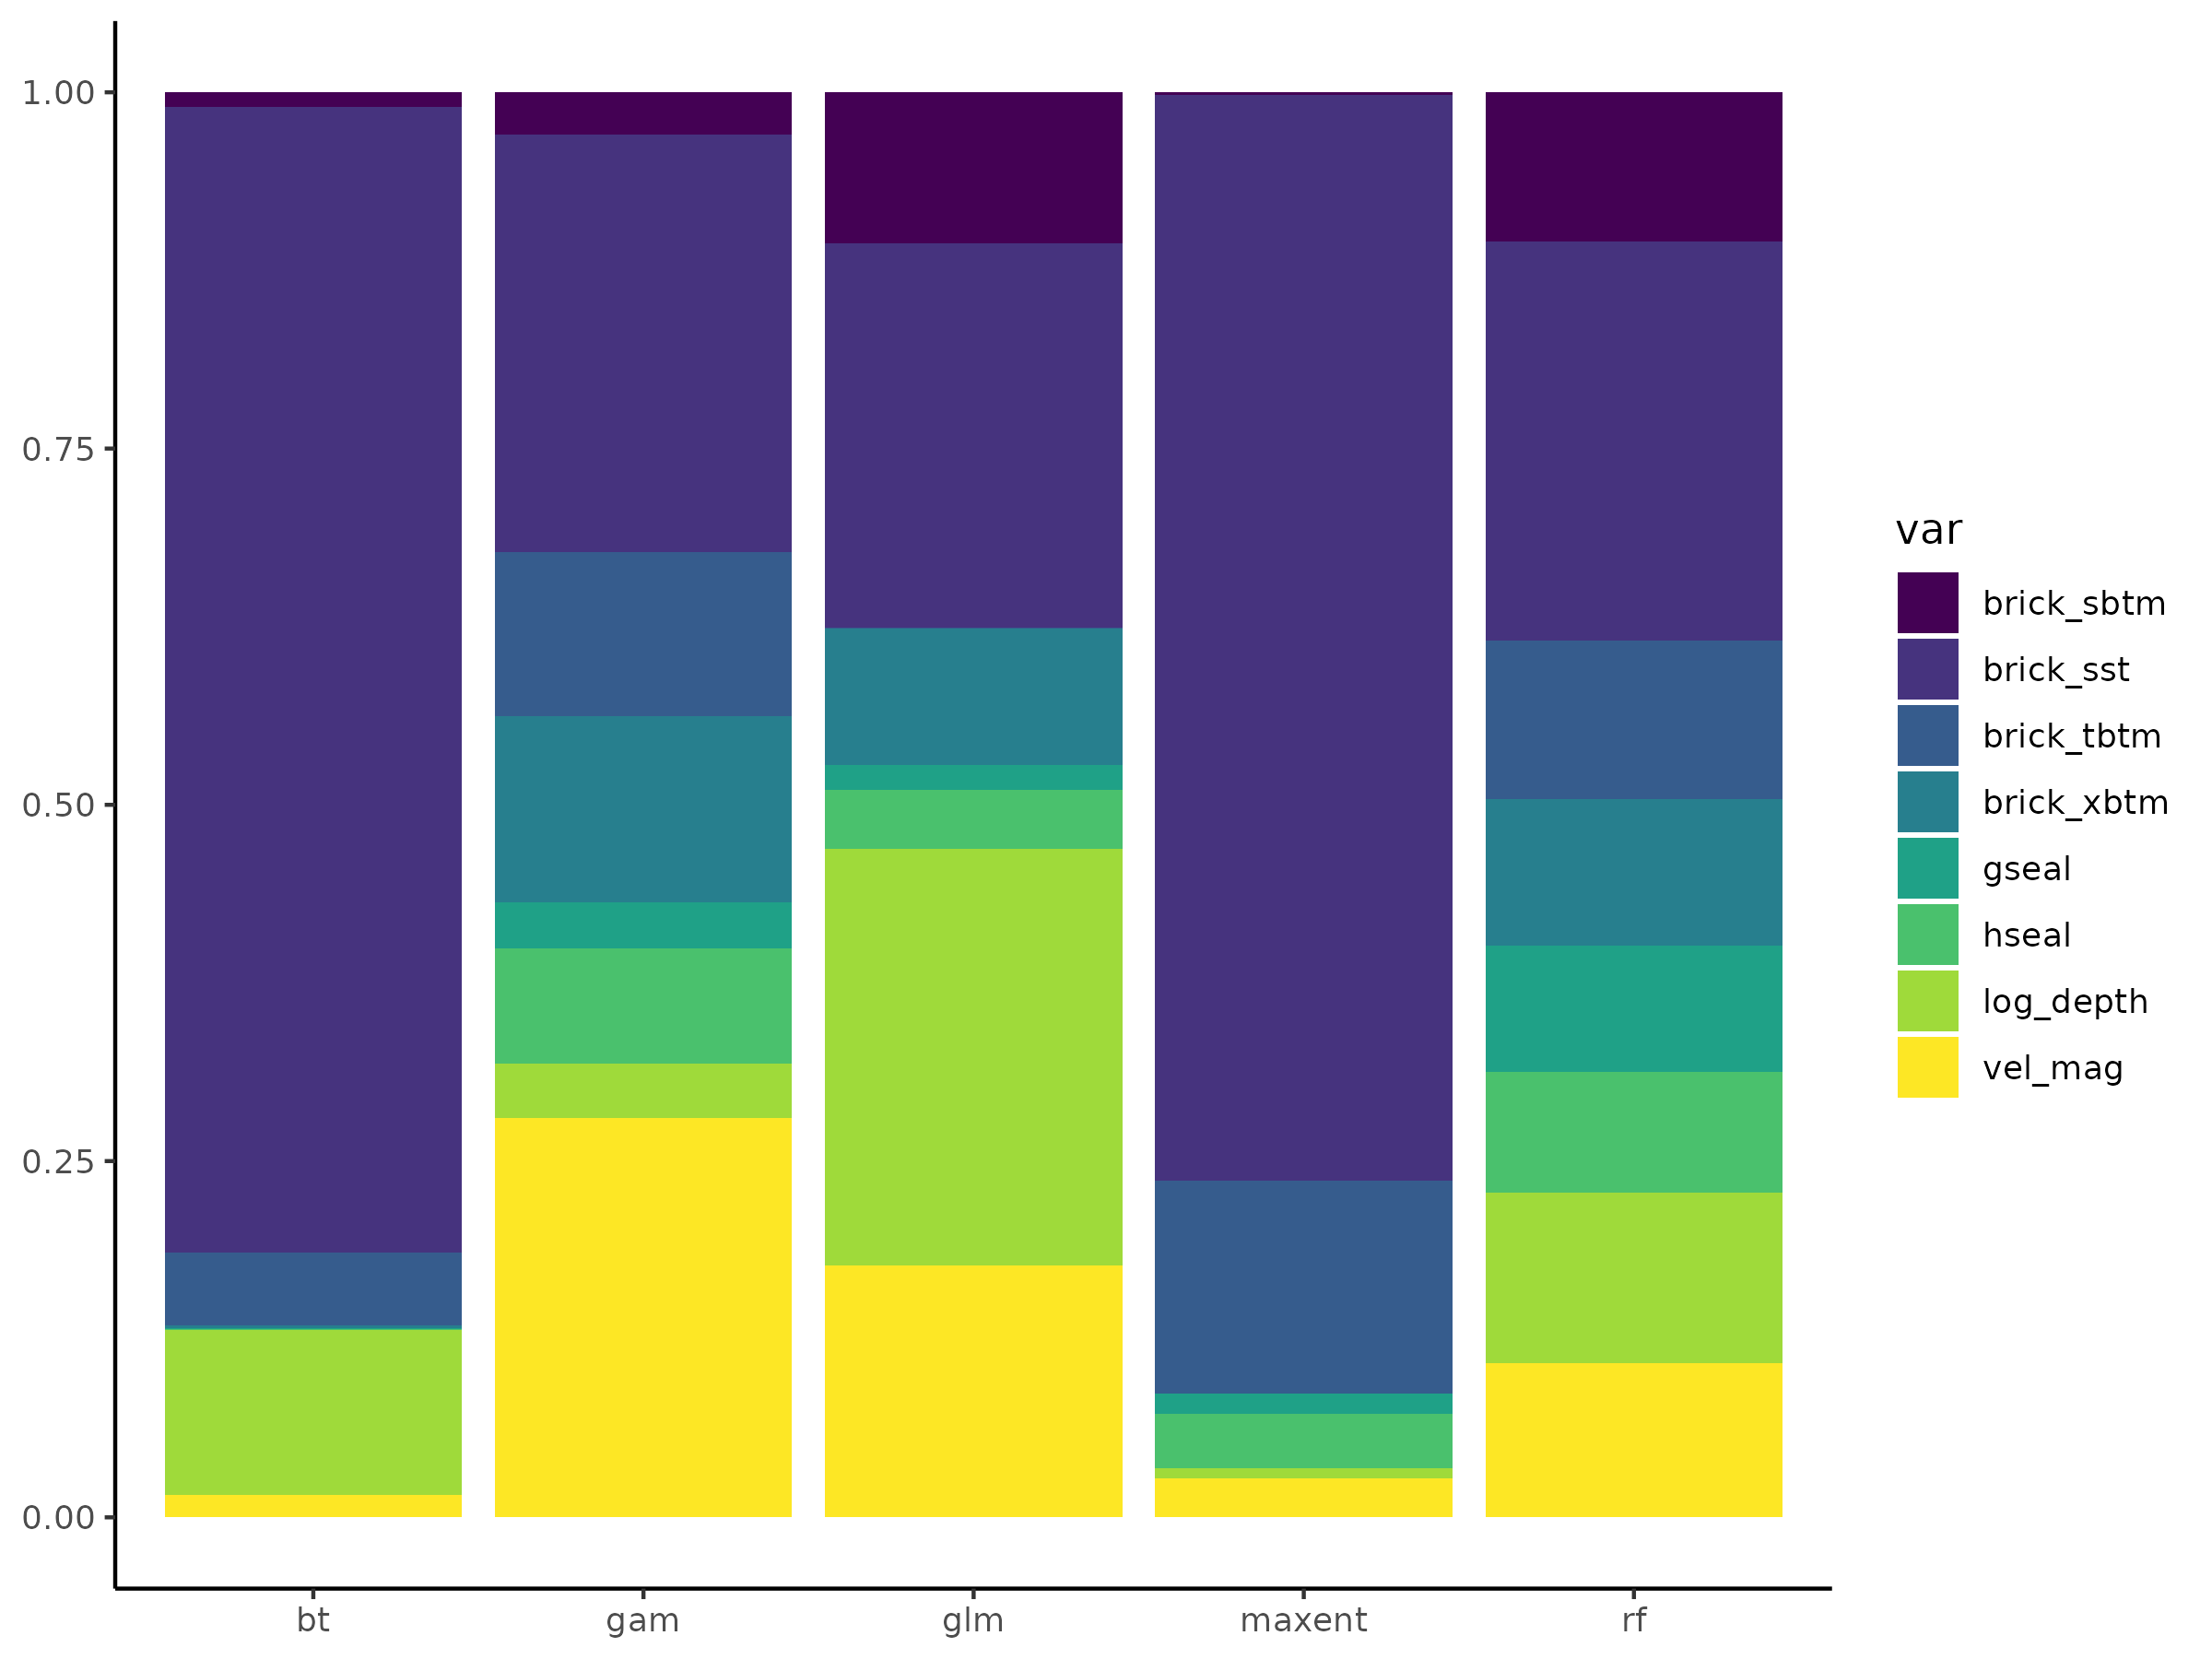 1.00
0.75
0.50
0.25
0.00
bt
gam
glm
maxent
rf
var
brick_sbtm
brick_sst
brick_tbtm
brick_xbtm
gseal
hseal
log_depth
vel_mag